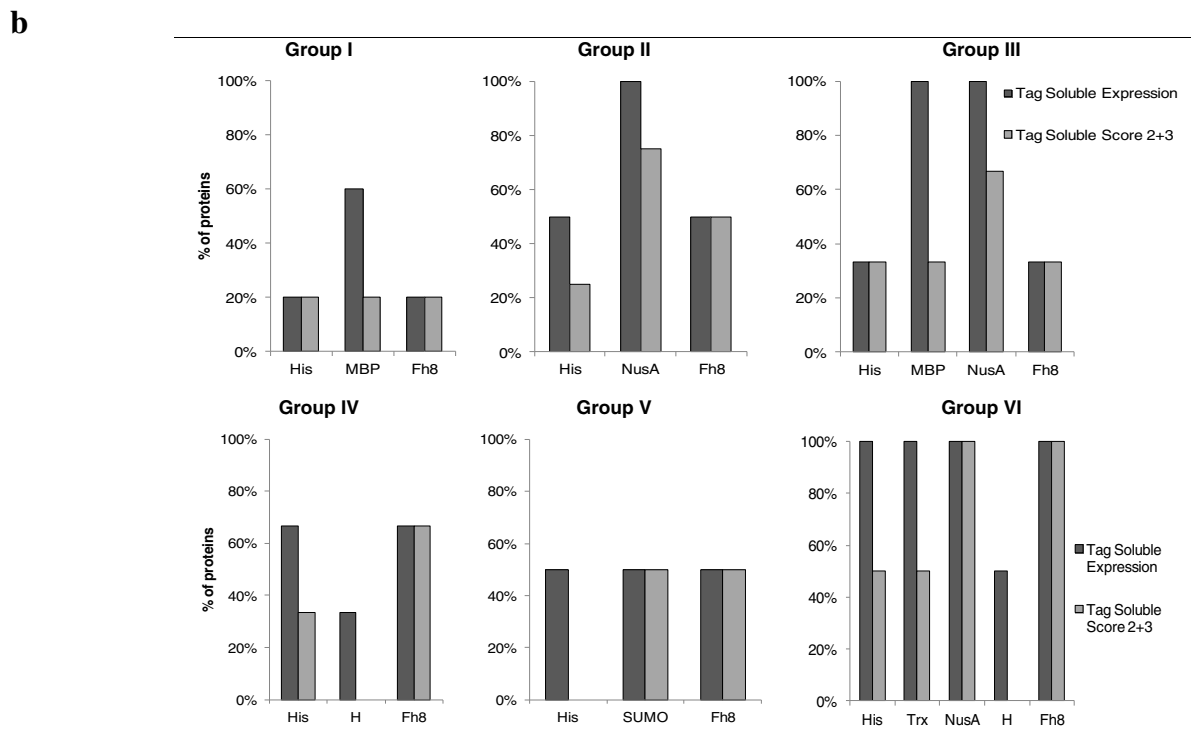 b
Group I
100%
80%
60%
40%
20%
0%
% of proteins
His MBP Fh8
Group II
100%
80%
60%
40%
20%
0%
His NusA Fh8
Group III
100%
80%
60%
40%
20%
0%
Tag Soluble Expression
Tag Soluble Score 2+3
His MBP NusA Fh8
Group IV
100%
80%
60%
40%
20%
0%
% of proteins
His H Fh8
Group V
100%
80%
60%
40%
20%
0%
His SUMO Fh8
Group VI
100%
80%
60%
40%
20%
0%
Tag Soluble
Expression
Tag Soluble
Score 2+3
His Trx NusA H Fh8